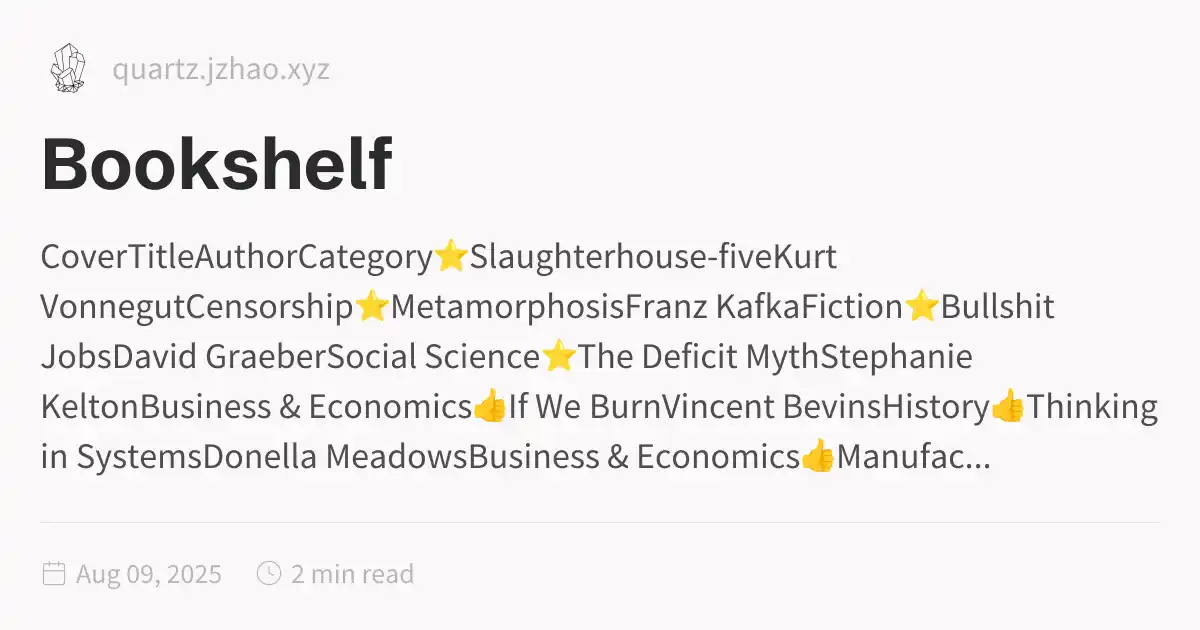 quartz.jzhao.xyz
Bookshelf
CoverTitleAuthorCategory⭐Slaughterhouse-fiveKurt
VonnegutCensorship⭐MetamorphosisFranz KafkaFiction⭐Bullshit
JobsDavid GraeberSocial Science⭐The Deficit MythStephanie
KeltonBusiness & Economics👍If We BurnVincent BevinsHistory👍Thinking
in SystemsDonella MeadowsBusiness & Economics👍Manufac...
Aug 09, 2025 2 min read